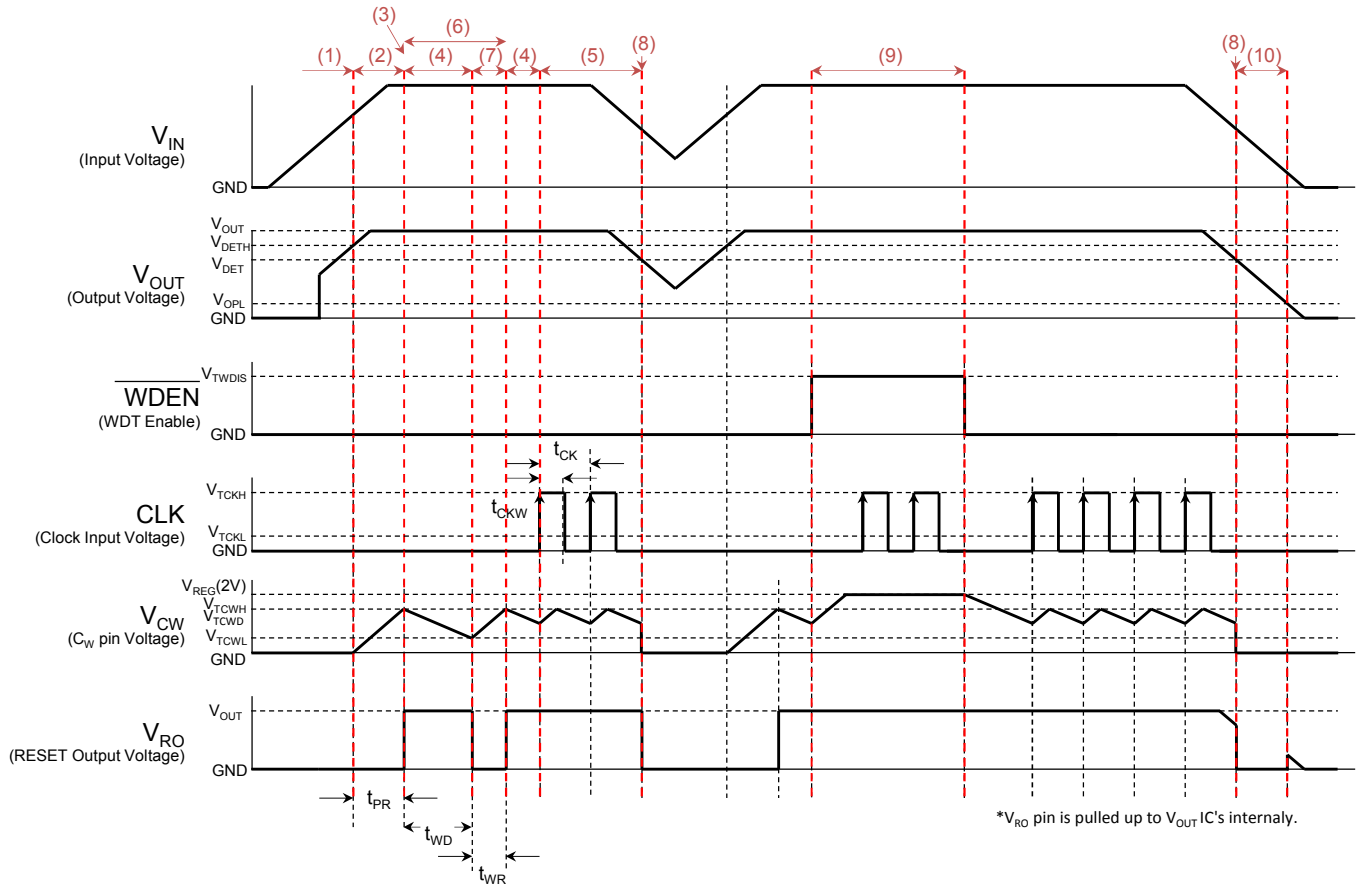 (3)
(6)
(1) (2) (4) (7) (4) (5) (8) (9) (8) (10)
VIN
(Input Voltage)
GND
VOUT
VDETH
VDET
VOUT
(Output Voltage)
VOPL
GND
VTWDIS
WDEN
(WDT Enable)
GND
tCK
VTCKH
tCKW
CLK
(Clock Input Voltage)
VTCKL
GND
VREG(2V)
VTCWH
VTCWD
VCW
(CW pin Voltage)
VTCWL
GND
VOUT
VRO
(RESET Output Voltage)
GND
tPR
*VRO pin is pulled up to VOUT IC's internaly.
tWD
tWR